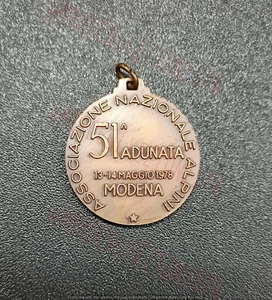 ASSOCIAZIONE NAZIONALE ALPINI
51ᴬ
ADUNATA
13-14 MAGGIO 1978
MODENA